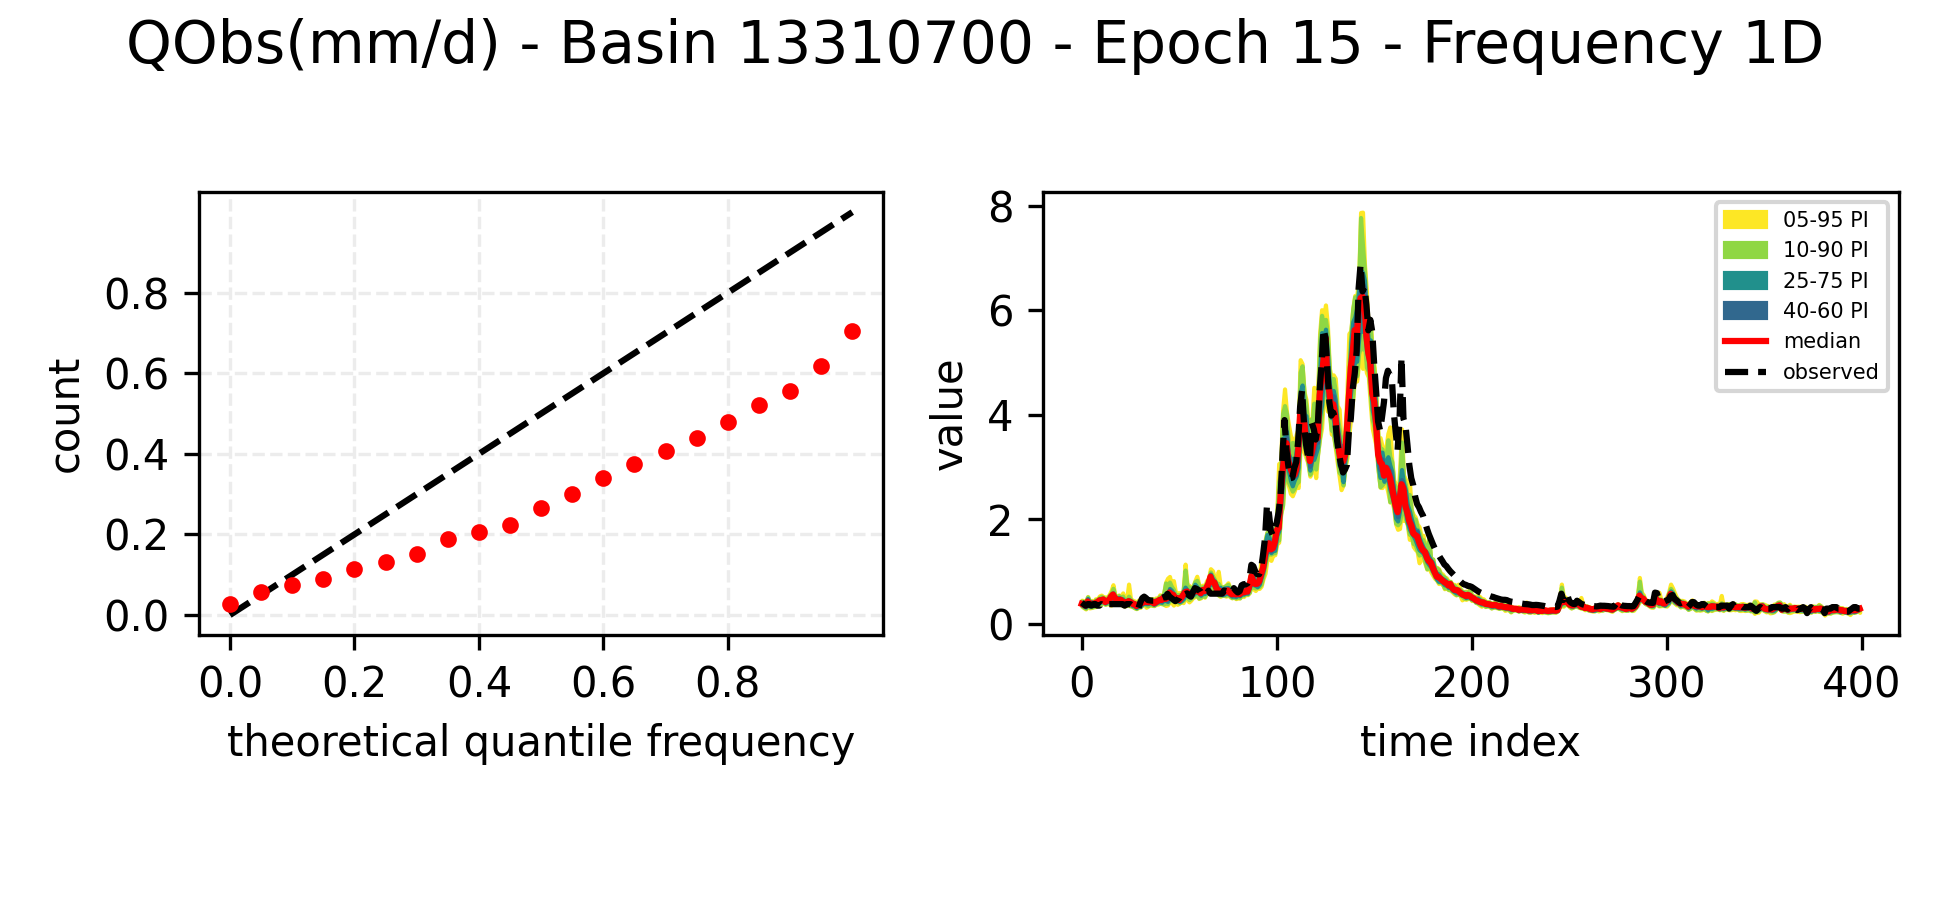 QObs(mm/d) - Basin 13310700 - Epoch 15 - Frequency 1D
count
0.8
0.6
0.4
0.2
0.0
0.0 0.2 0.4 0.6 0.8
theoretical quantile frequency
value
8
6
4
2
0
0 100 200 300 400
time index
05-95 PI
10-90 PI
25-75 PI
40-60 PI
median
observed